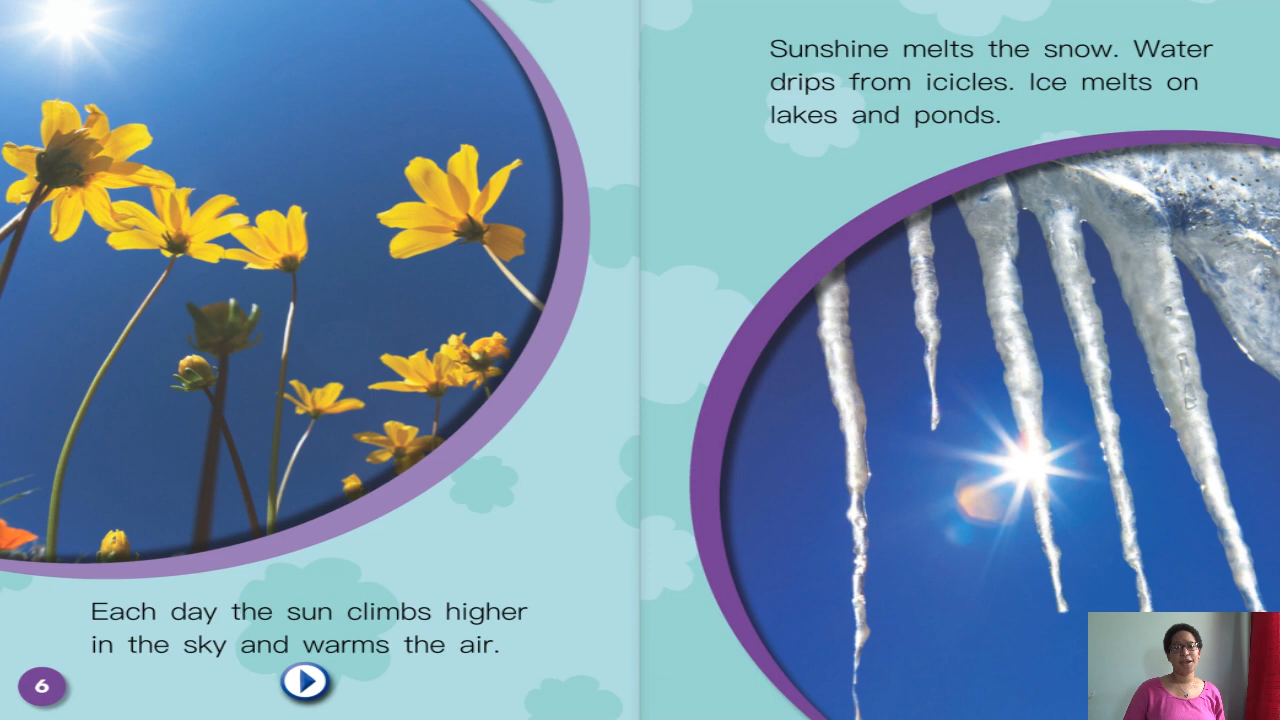 Each day the sun climbs higher
in the sky and warms the air.
6
Sunshine melts the snow. Water
drips from icicles. Ice melts on
lakes and ponds.